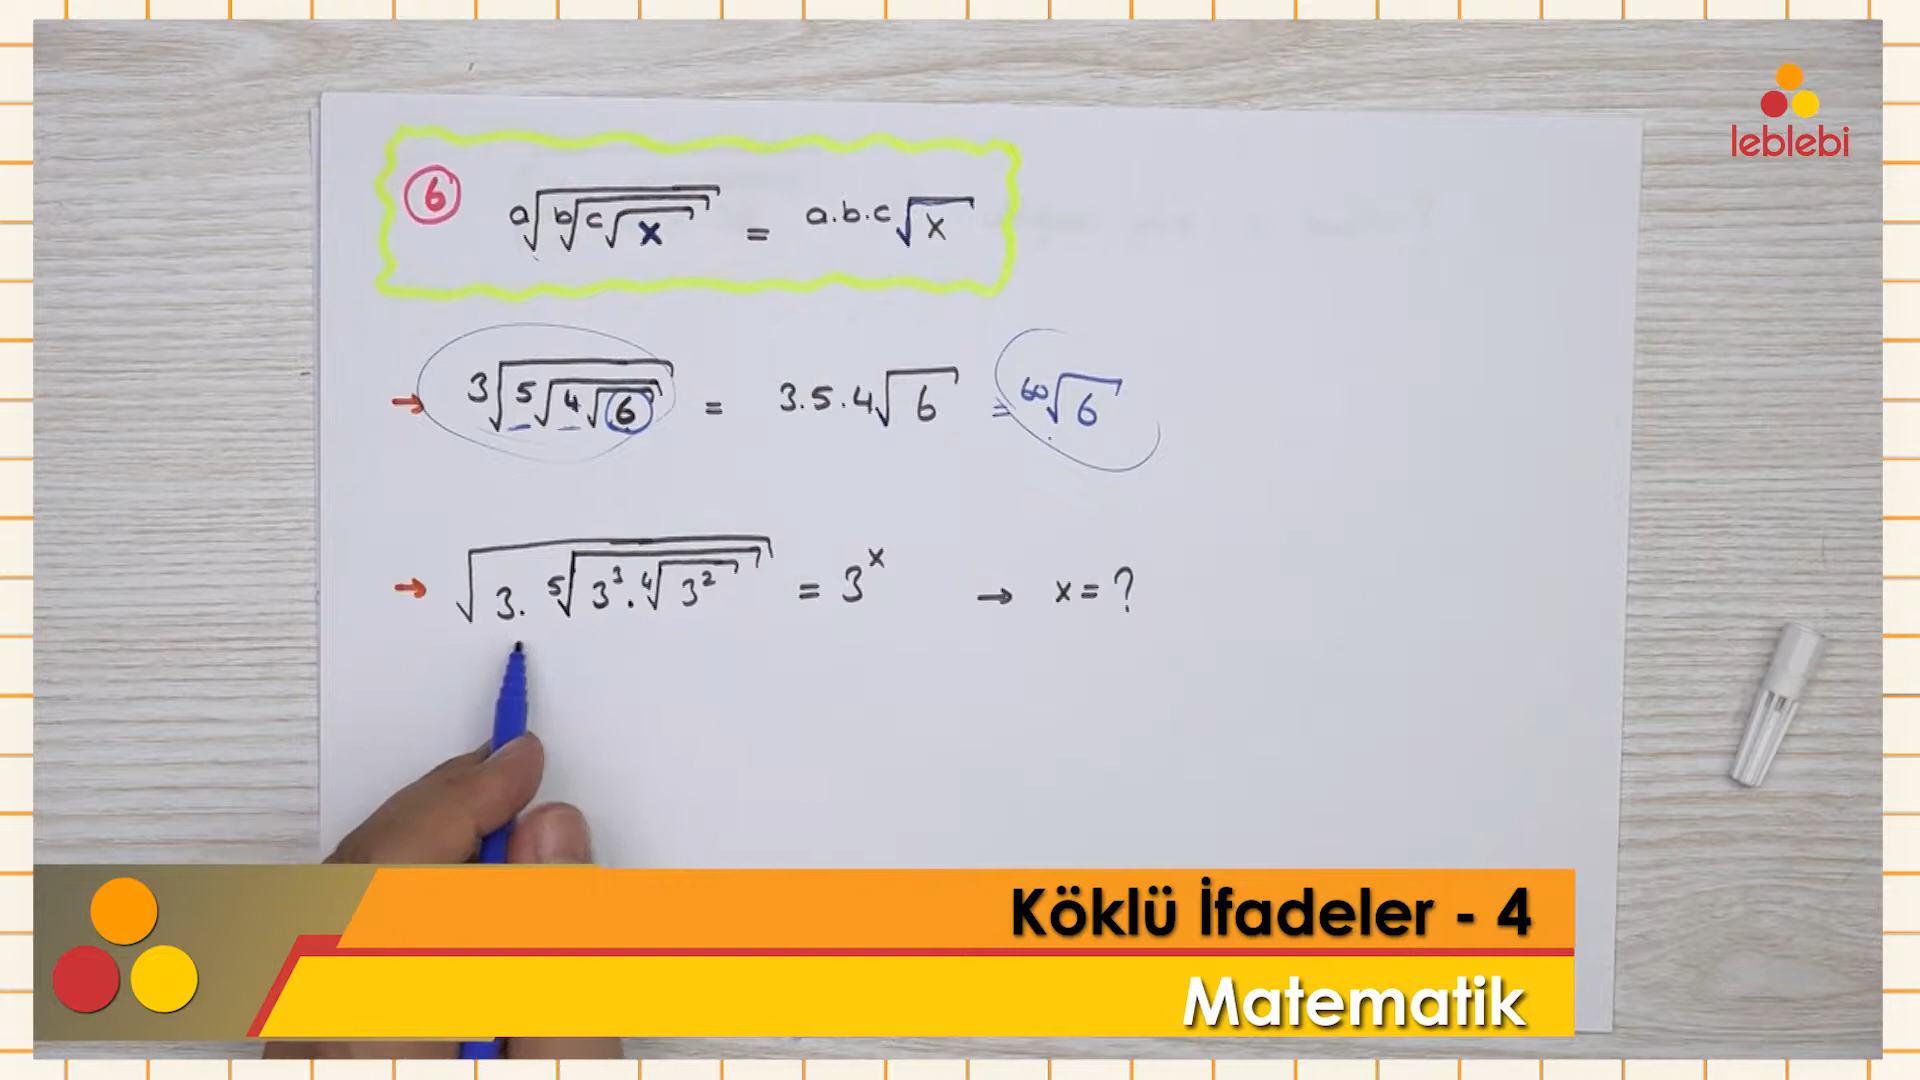 leblebi
6 a√b√c√x = a.b.c√x
→ 3√5√4√6 = 3.5.4√6 = 60√6
→ √3. 5√3³. 4√3² = 3ˣ → x = ?
Köklü İfadeler - 4
Matematik